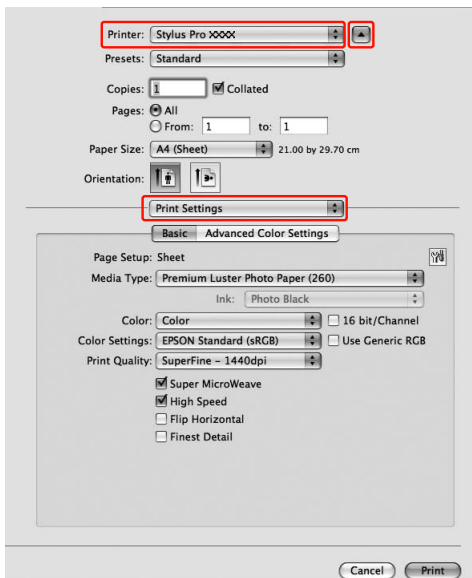 Printer: Stylus Pro XXXX
Presets: Standard
Copies: 1 Collated
Pages: All
From: 1 to: 1
Paper Size: A4 (Sheet) 21.00 by 29.70 cm
Orientation:
Print Settings
Basic Advanced Color Settings
Page Setup: Sheet
Media Type: Premium Luster Photo Paper (260)
Ink: Photo Black
Color: Color 16 bit/Channel
Color Settings: EPSON Standard (sRGB) Use Generic RGB
Print Quality: SuperFine – 1440dpi
Super MicroWeave
High Speed
Flip Horizontal
Finest Detail
Cancel Print